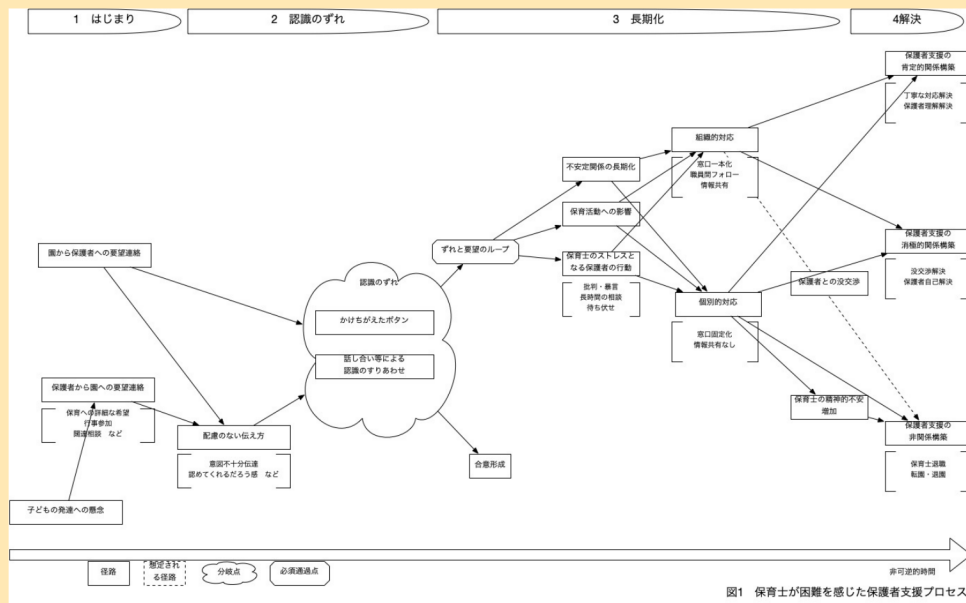 1 はじまり
2 認識のずれ
3 長期化
4解決
保護者支援の
肯定的関係構築
丁寧な対応解決
保護者理解解決
組織的対応
窓口一本化
職員間フォロー
情報共有
不安定関係の長期化
保育活動への影響
ずれと要望のループ
保育士のストレスと
なる保護者の行動
批判・暴言
長時間の相談
待ち伏せ
園から保護者への要望連絡
認識のずれ
かけちがえたボタン
話し合い等による
認識のすりあわせ
保護者支援の
消極的関係構築
没交渉解決
保護者自己解決
保護者との没交渉
個別的対応
窓口固定化
情報共有なし
保護者から園への要望連絡
保育への詳細な希望
行事参加
関連相談 など
配慮のない伝え方
意図不十分伝達
認めてくれるだろう感 など
合意形成
保育士の精神的不安
増加
保護者支援の
非関係構築
保育士退職
転園・退園
子どもの発達への懸念
非可逆的時間
径路
想定され
る径路
分岐点
必須通過点
図1 保育士が困難を感じた保護者支援プロセス